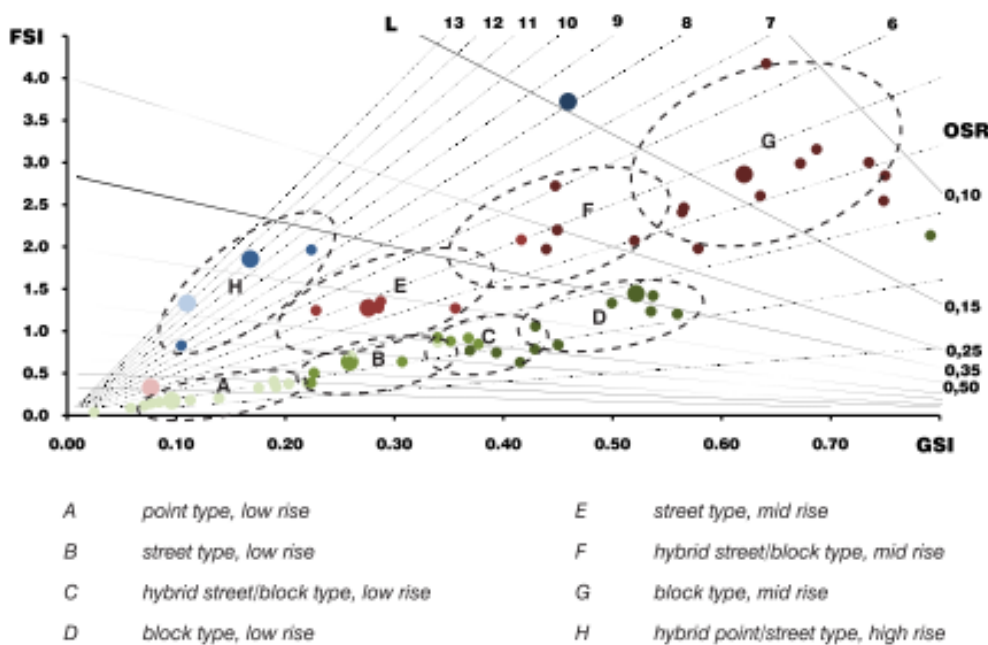 L 13 12 11 10 9 8 7 6
FSI
4.0
3.5
3.0
2.5
2.0
1.5
1.0
0.5
0.0
OSR
0,10
0,15
0,25
0,35
0,50
G
F
H
E
D
C
B
A
0.00 0.10 0.20 0.30 0.40 0.50 0.60 0.70 GSI
A point type, low rise
B street type, low rise
C hybrid street/block type, low rise
D block type, low rise
E street type, mid rise
F hybrid street/block type, mid rise
G block type, mid rise
H hybrid point/street type, high rise